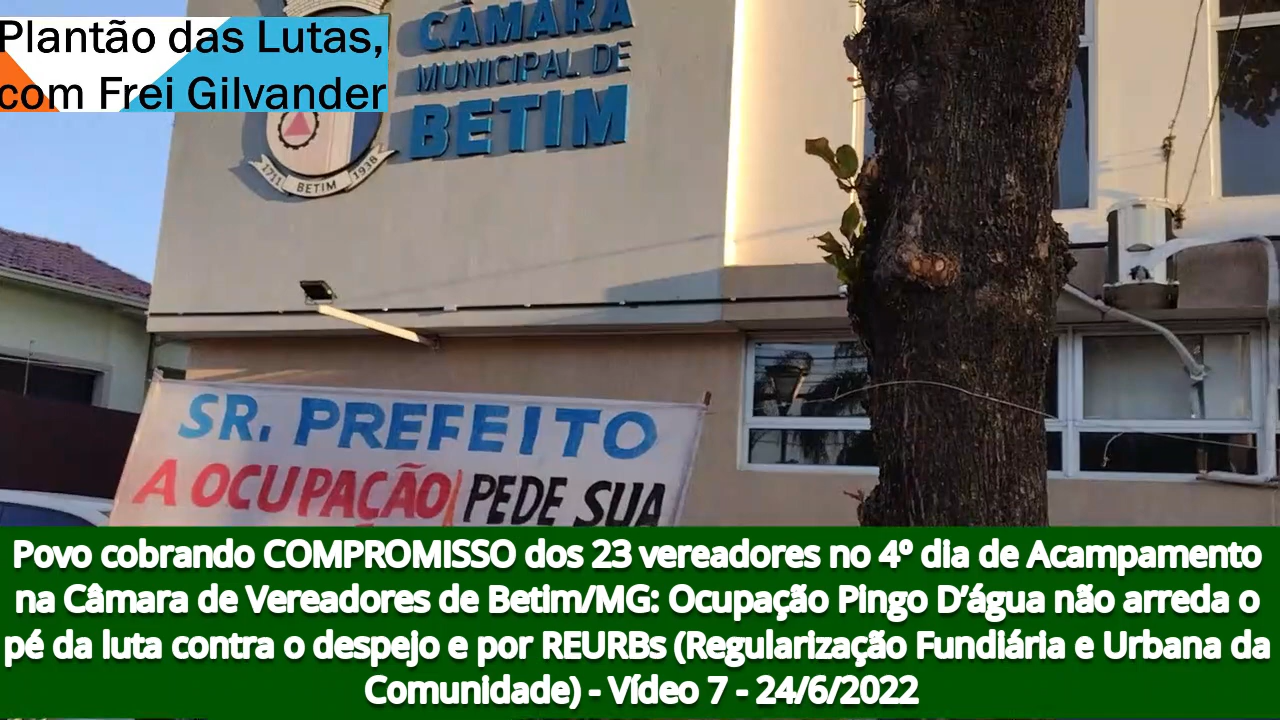 Plantão das Lutas,
com Frei Gilvander
CÂMARA
MUNICIPAL DE
BETIM
1711 BETIM 1938
SR. PREFEITO
A OCUPAÇÃO PEDE SUA
Povo cobrando COMPROMISSO dos 23 vereadores no 4º dia de Acampamento
na Câmara de Vereadores de Betim/MG: Ocupação Pingo D’água não arreda o
pé da luta contra o despejo e por REURBs (Regularização Fundiária e Urbana da
Comunidade) - Vídeo 7 - 24/6/2022